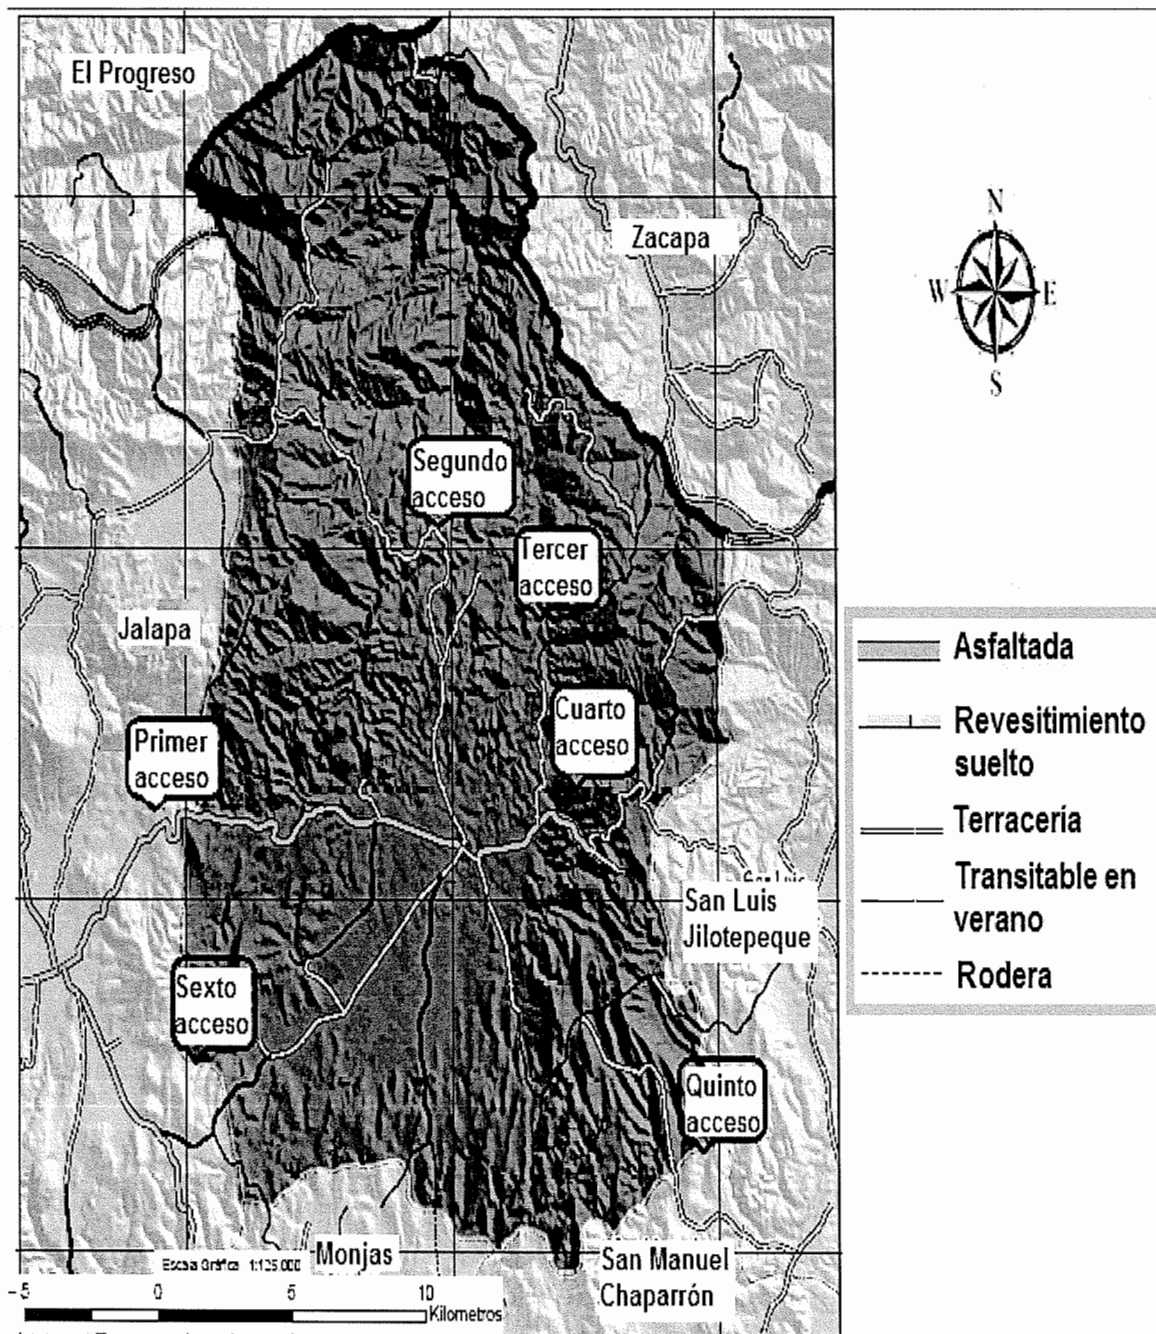 El Progreso
Zacapa
N
W E
S
Segundo
acceso
Tercer
acceso
Jalapa
Asfaltada
Revesitimiento
suelto
Terracería
Transitable en
verano
Rodera
Cuarto
acceso
Primer
acceso
San Luis
Jilotepeque
Sexto
acceso
Quinto
acceso
Monjas
San Manuel
Chaparrón
Escala Gráfica 1:125,000
-5 0 5 10
Kilometros